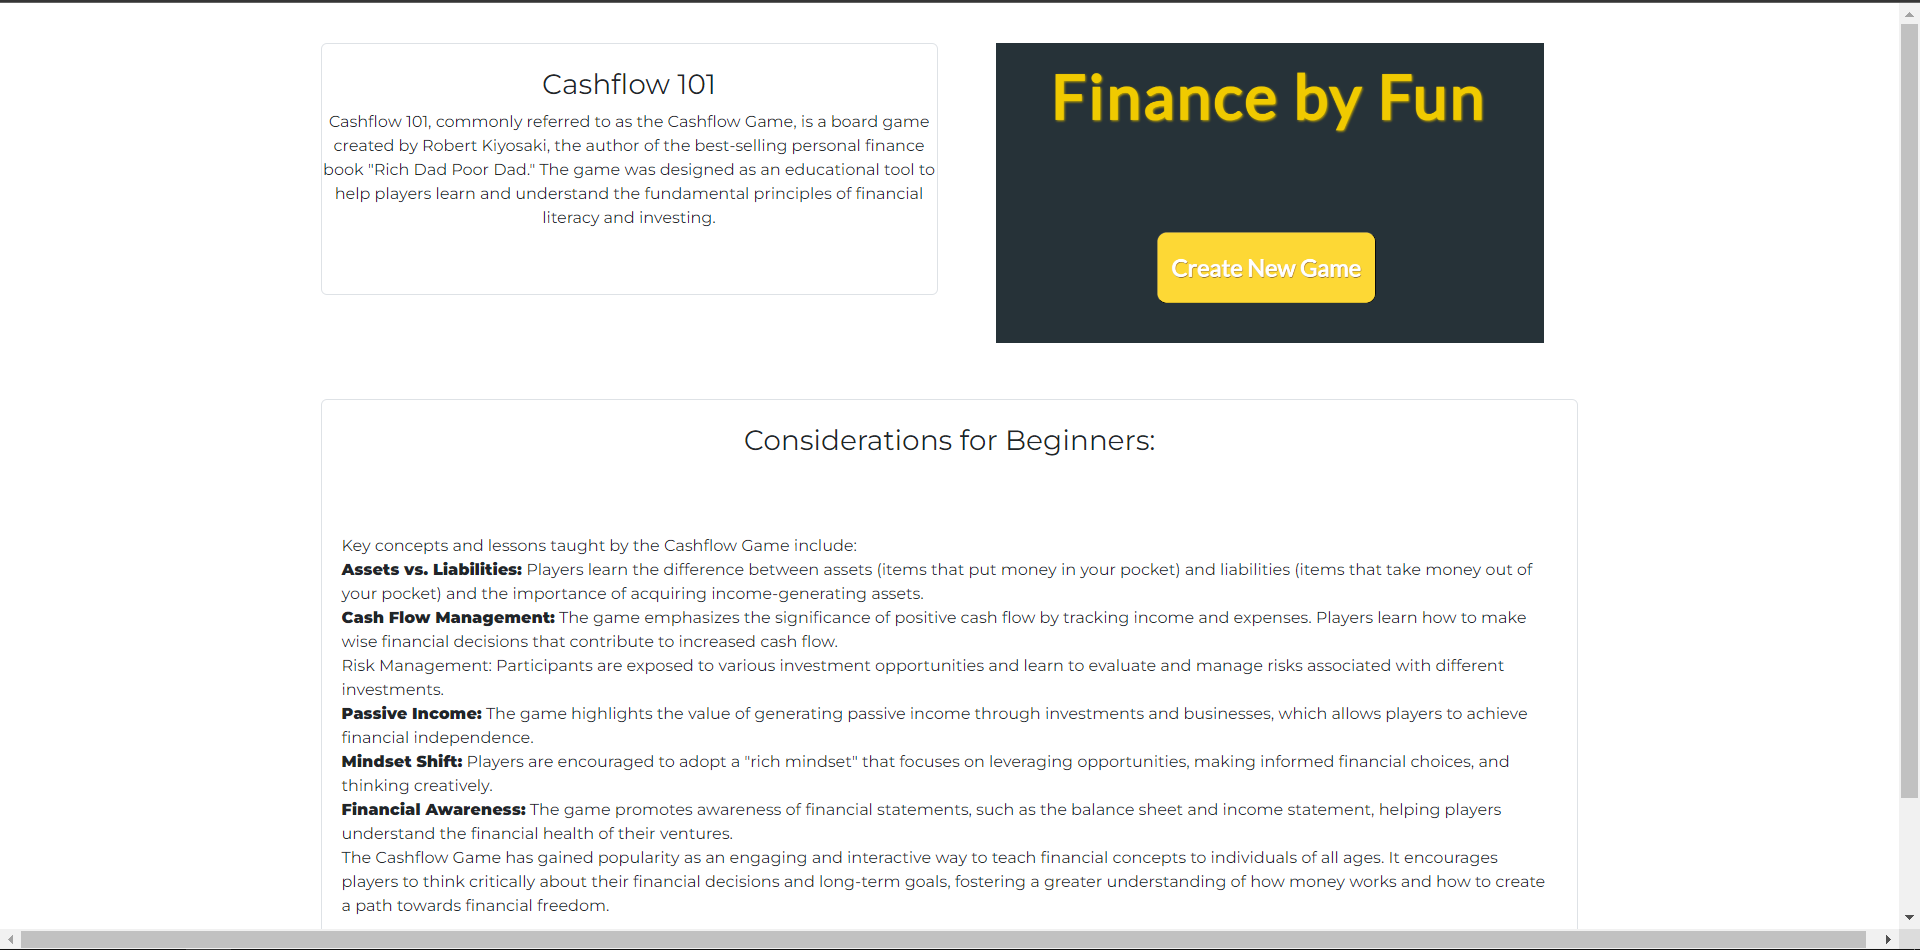 Cashflow 101
Cashflow 101, commonly referred to as the Cashflow Game, is a board game
created by Robert Kiyosaki, the author of the best-selling personal finance
book "Rich Dad Poor Dad." The game was designed as an educational tool to
help players learn and understand the fundamental principles of financial
literacy and investing.
Finance by Fun
Create New Game
Considerations for Beginners:
Key concepts and lessons taught by the Cashflow Game include:
Assets vs. Liabilities: Players learn the difference between assets (items that put money in your pocket) and liabilities (items that take money out of
your pocket) and the importance of acquiring income-generating assets.
Cash Flow Management: The game emphasizes the significance of positive cash flow by tracking income and expenses. Players learn how to make
wise financial decisions that contribute to increased cash flow.
Risk Management: Participants are exposed to various investment opportunities and learn to evaluate and manage risks associated with different
investments.
Passive Income: The game highlights the value of generating passive income through investments and businesses, which allows players to achieve
financial independence.
Mindset Shift: Players are encouraged to adopt a "rich mindset" that focuses on leveraging opportunities, making informed financial choices, and
thinking creatively.
Financial Awareness: The game promotes awareness of financial statements, such as the balance sheet and income statement, helping players
understand the financial health of their ventures.
The Cashflow Game has gained popularity as an engaging and interactive way to teach financial concepts to individuals of all ages. It encourages
players to think critically about their financial decisions and long-term goals, fostering a greater understanding of how money works and how to create
a path towards financial freedom.